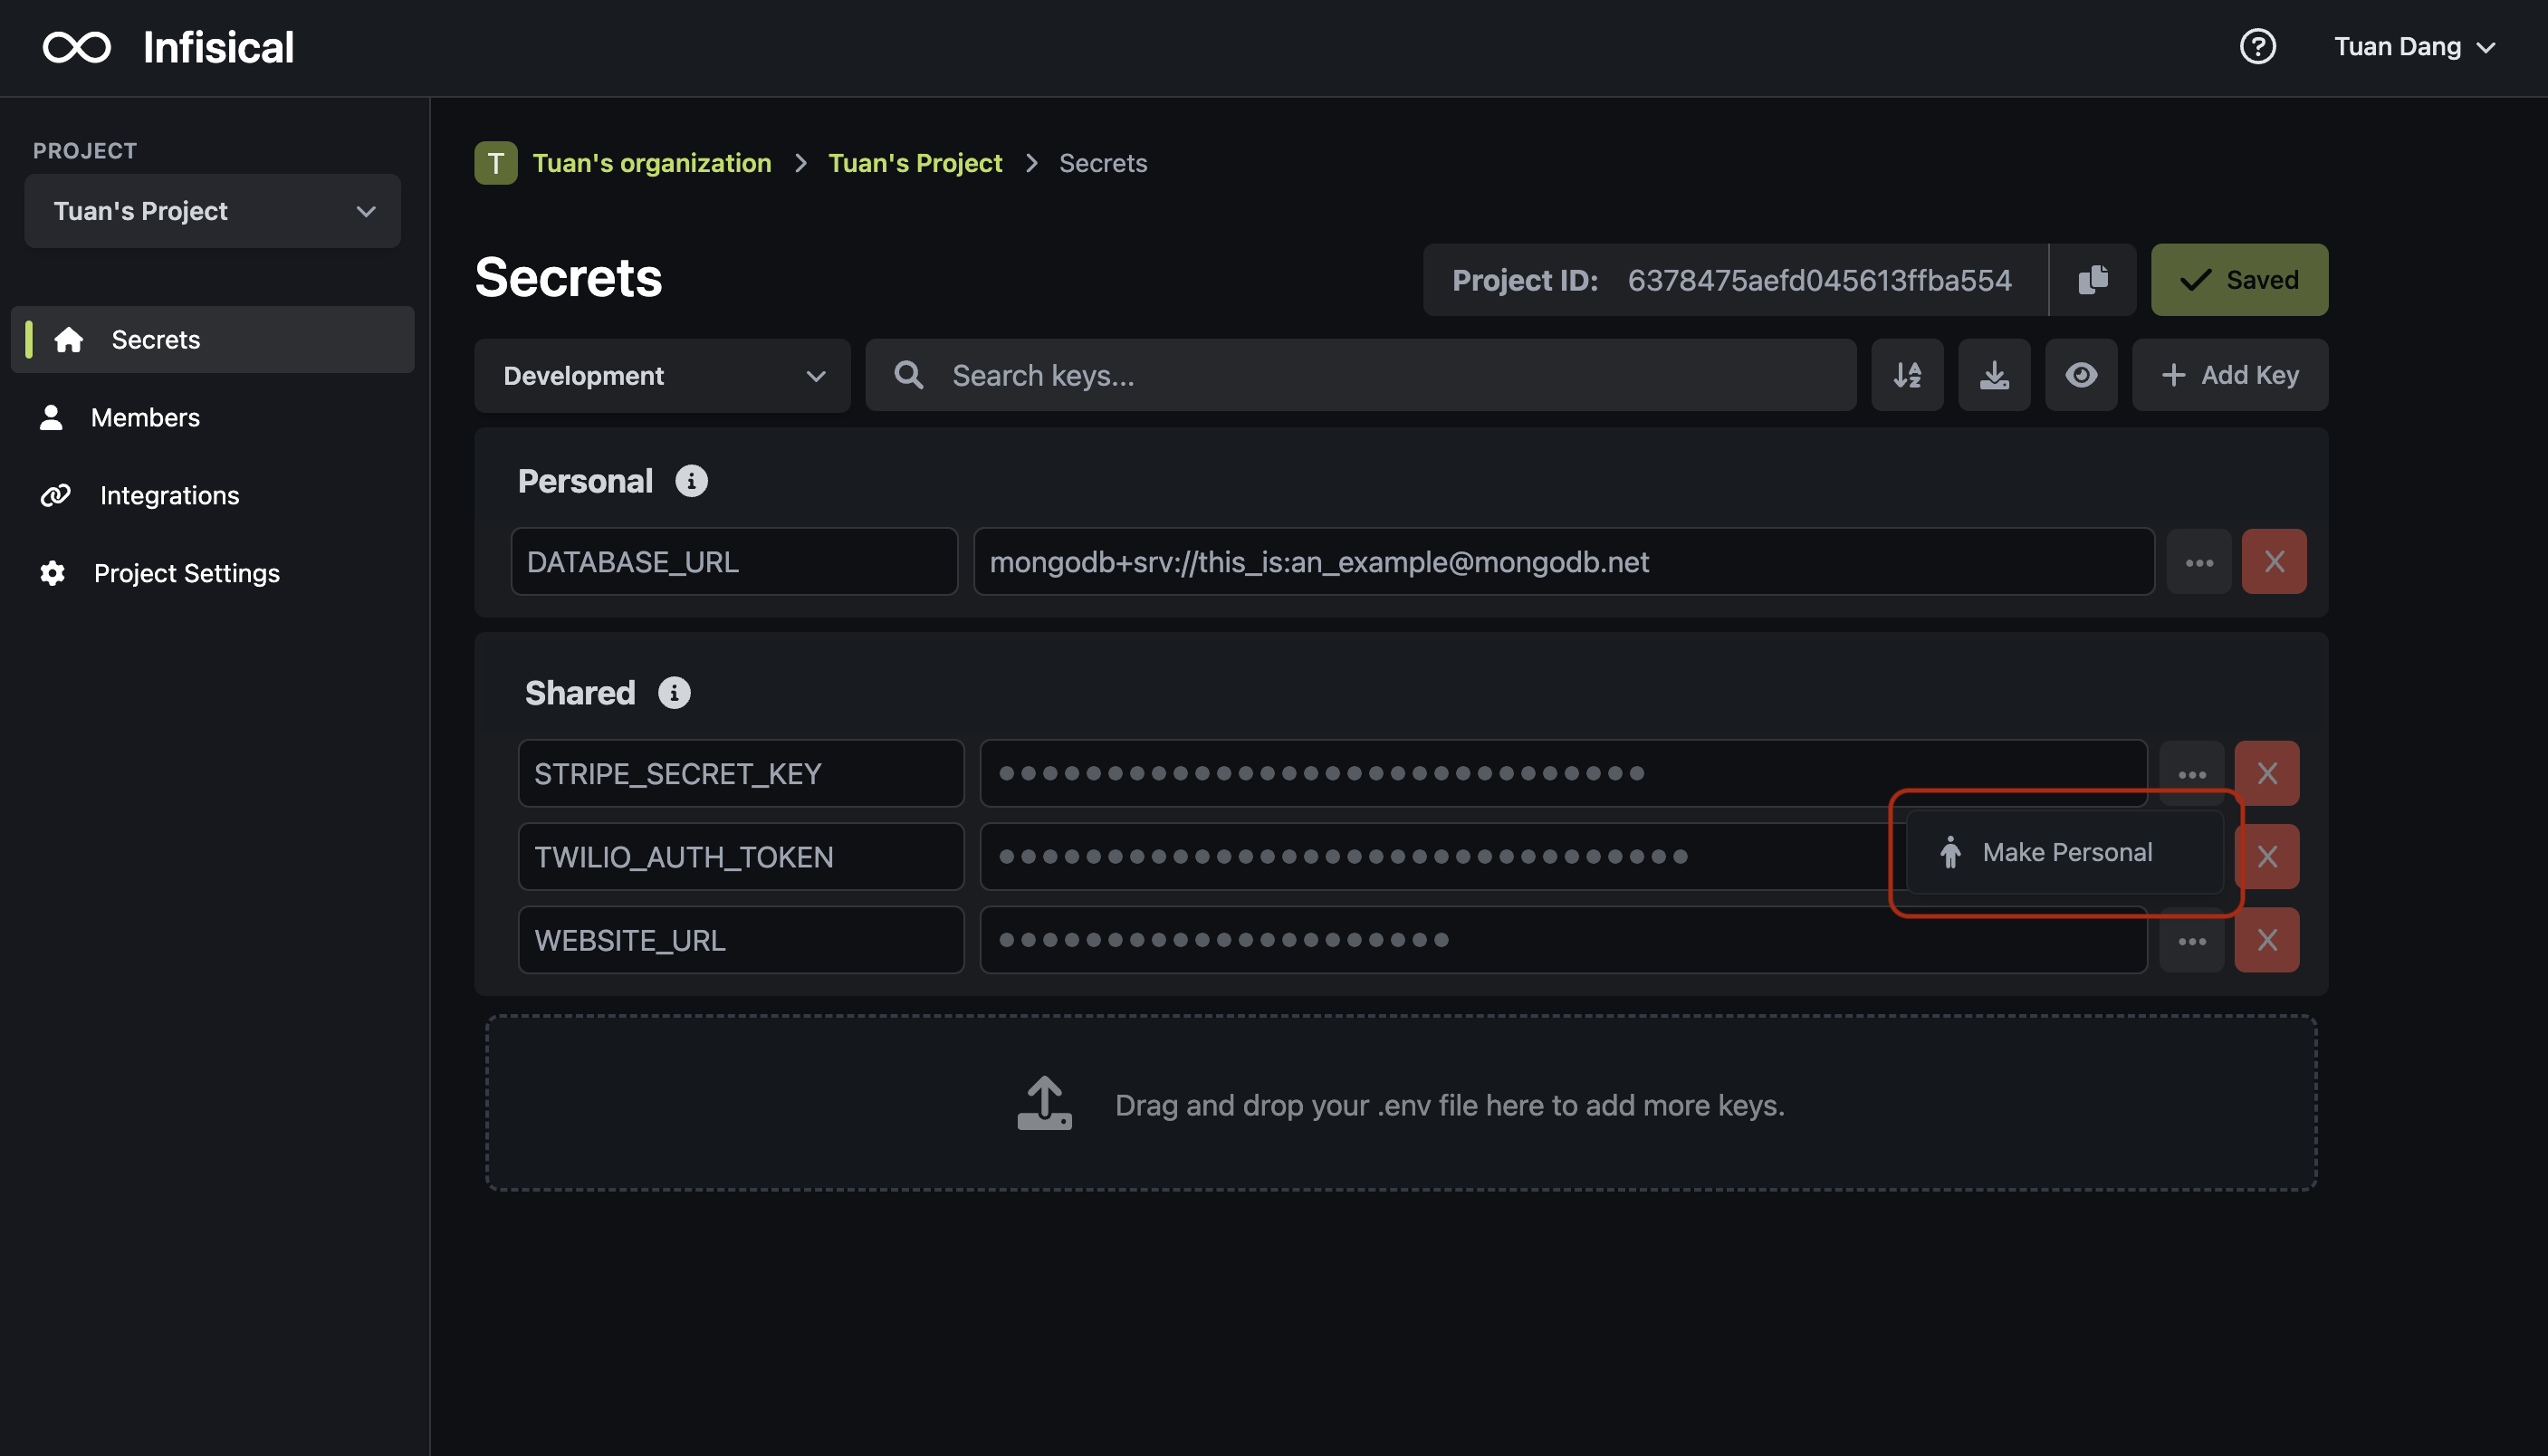 Infisical
Tuan Dang
PROJECT
Tuan's Project
Secrets
Members
Integrations
Project Settings
T Tuan's organization > Tuan's Project > Secrets
Secrets
Project ID: 6378475aefd045613ffba554
Saved
Development
Search keys...
Add Key
Personal
DATABASE_URL mongodb+srv://this_is:an_example@mongodb.net
Shared
STRIPE_SECRET_KEY
TWILIO_AUTH_TOKEN
Make Personal
WEBSITE_URL
Drag and drop your .env file here to add more keys.